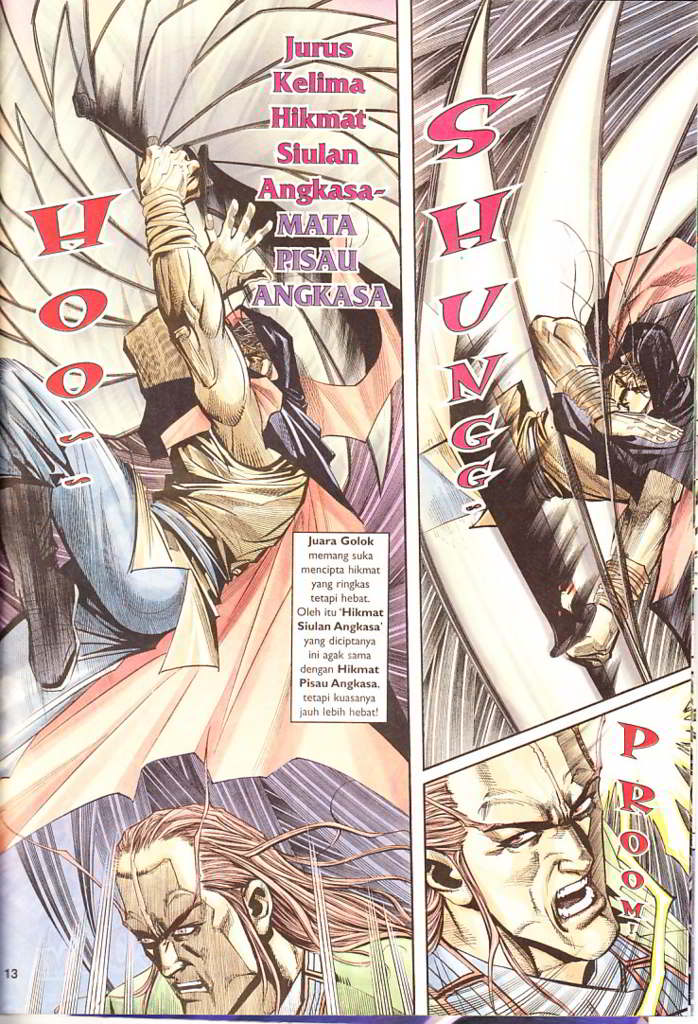 Jurus
Kelima
Hikmat
Siulan
Angkasa-
MATA
PISAU
ANGKASA
HOOSSS
Juara Golok
memang suka
mencipta hikmat
yang ringkas
tetapi hebat.
Oleh itu 'Hikmat
Siulan Angkasa'
yang diciptanya
ini agak sama
dengan Hikmat
Pisau Angkasa,
tetapi kuasanya
jauh lebih hebat!
SHUNGGS
PROOM!
13